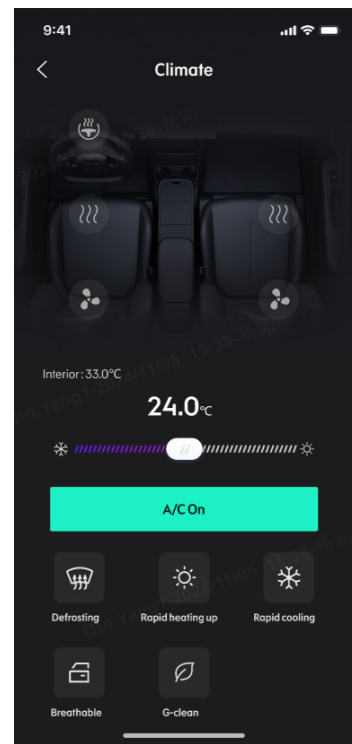 9:41
Climate
Interior:33.0°C
24.0°C
A/C On
Defrosting
Rapid heating up
Rapid cooling
Breathable
G-clean